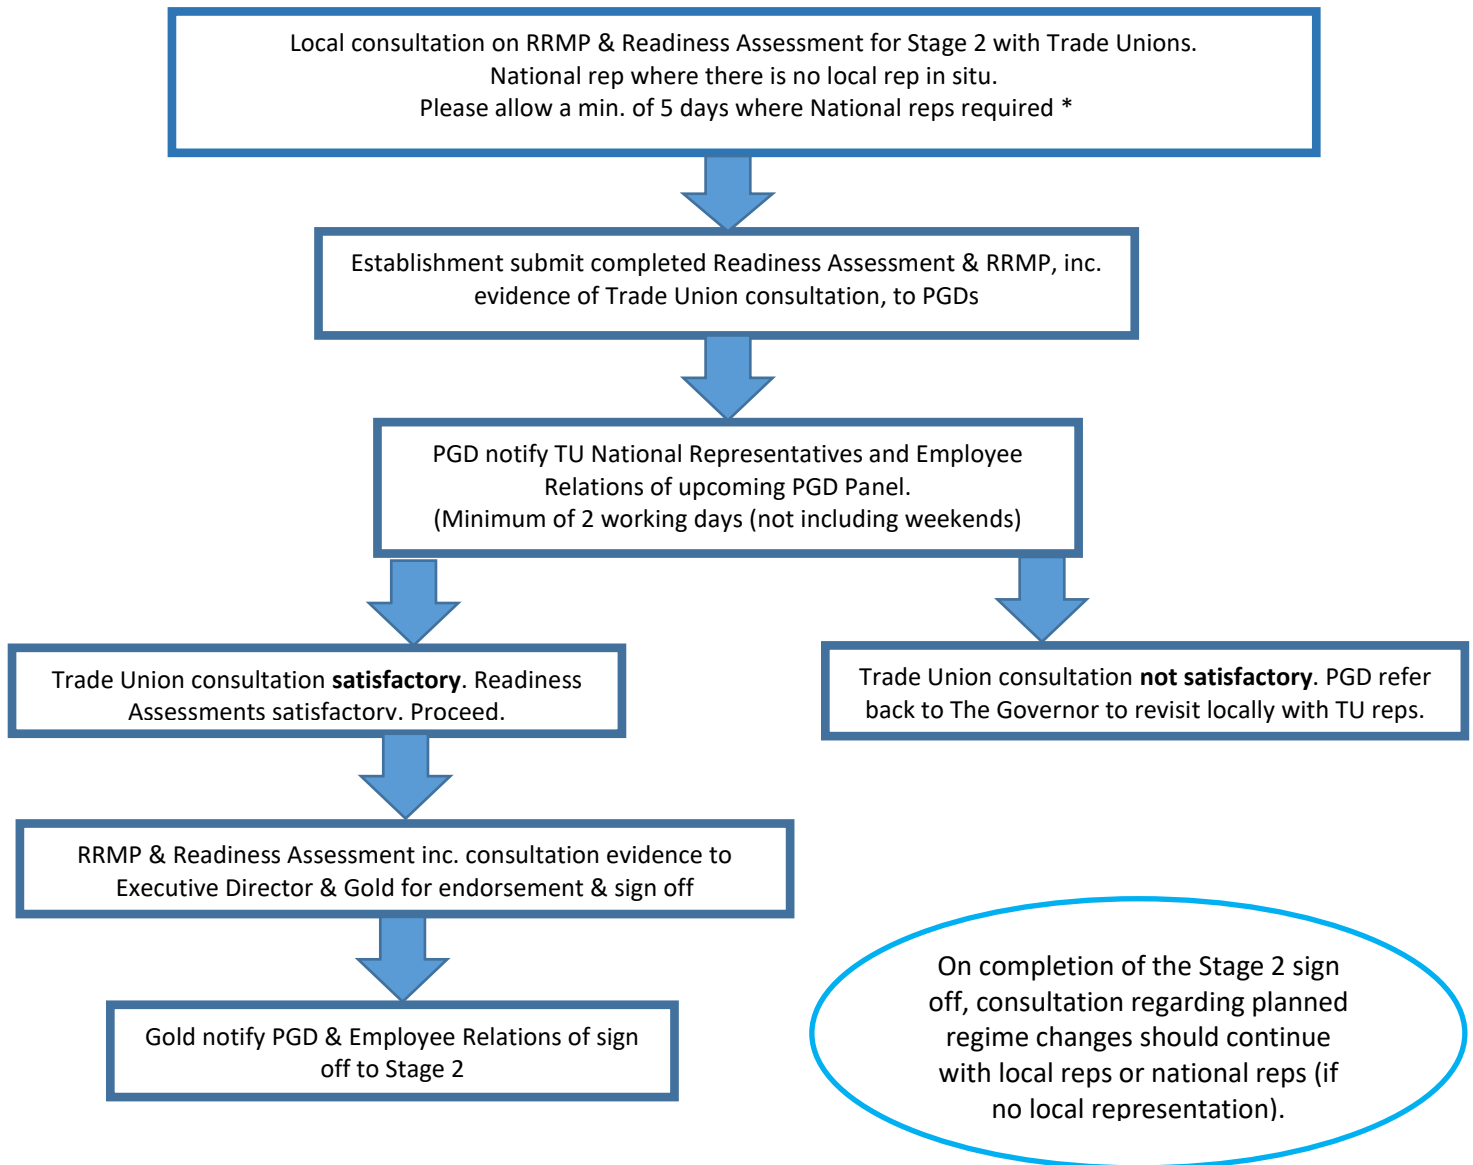 Local consultation on RRMP & Readiness Assessment for Stage 2 with Trade Unions.
National rep where there is no local rep in situ.
Please allow a min. of 5 days where National reps required *
Establishment submit completed Readiness Assessment & RRMP, inc.
evidence of Trade Union consultation, to PGDs
PGD notify TU National Representatives and Employee
Relations of upcoming PGD Panel.
(Minimum of 2 working days (not including weekends)
Trade Union consultation satisfactory. Readiness
Assessments satisfactory. Proceed.
Trade Union consultation not satisfactory. PGD refer
back to The Governor to revisit locally with TU reps.
RRMP & Readiness Assessment inc. consultation evidence to
Executive Director & Gold for endorsement & sign off
Gold notify PGD & Employee Relations of sign
off to Stage 2
On completion of the Stage 2 sign
off, consultation regarding planned
regime changes should continue
with local reps or national reps (if
no local representation).